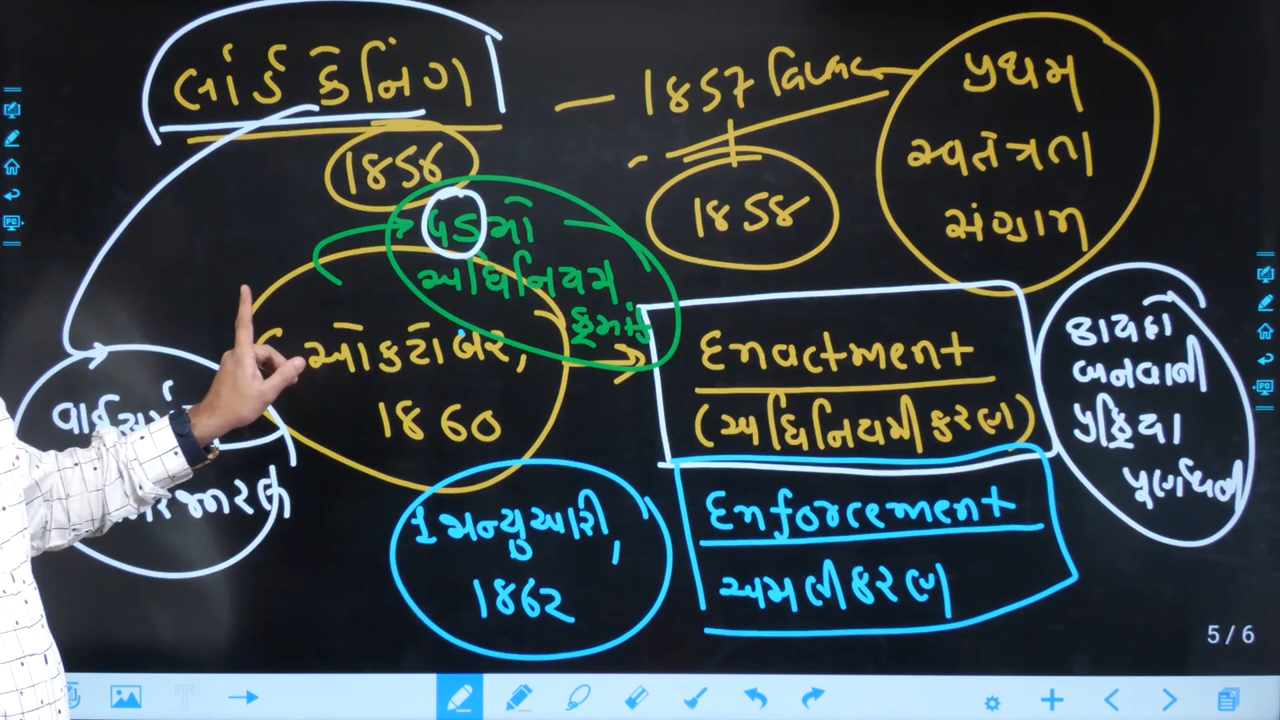 લોર્ડ કેનિંગ
1856
– 1857 વિપ્લવ
- 1858
પ્રથમ
સ્વતંત્રતા
સંગ્રામ
45મો
અધિનિયમ
ક્રમાંક
ઓક્ટોબર,
1860
Enactment
(અધિનિયમીકરણ)
કાયદો
બનવાની
પ્રક્રિયા
જનરલ
1 જાન્યુઆરી,
1862
Enforcement
અમલીકરણ
5 / 6